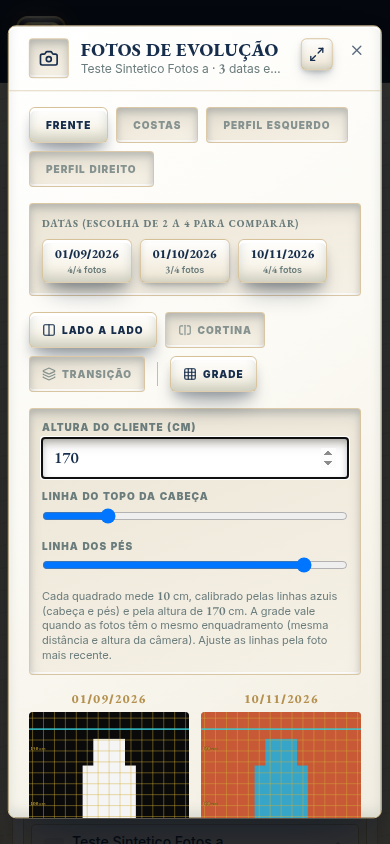 FOTOS DE EVOLUÇÃO
Teste Sintetico Fotos a · 3 datas e...
FRENTE
COSTAS
PERFIL ESQUERDO
PERFIL DIREITO
DATAS (ESCOLHA DE 2 A 4 PARA COMPARAR)
01/09/2026
4/4 fotos
01/10/2026
3/4 fotos
10/11/2026
4/4 fotos
LADO A LADO
CORTINA
TRANSIÇÃO
GRADE
ALTURA DO CLIENTE (CM)
170
LINHA DO TOPO DA CABEÇA
LINHA DOS PÉS
Cada quadrado mede 10 cm, calibrado pelas linhas azuis
(cabeça e pés) e pela altura de 170 cm. A grade vale
quando as fotos têm o mesmo enquadramento (mesma
distância e altura da câmera). Ajuste as linhas pela foto
mais recente.
01/09/2026
10/11/2026
Teste Sintetico Fotos a